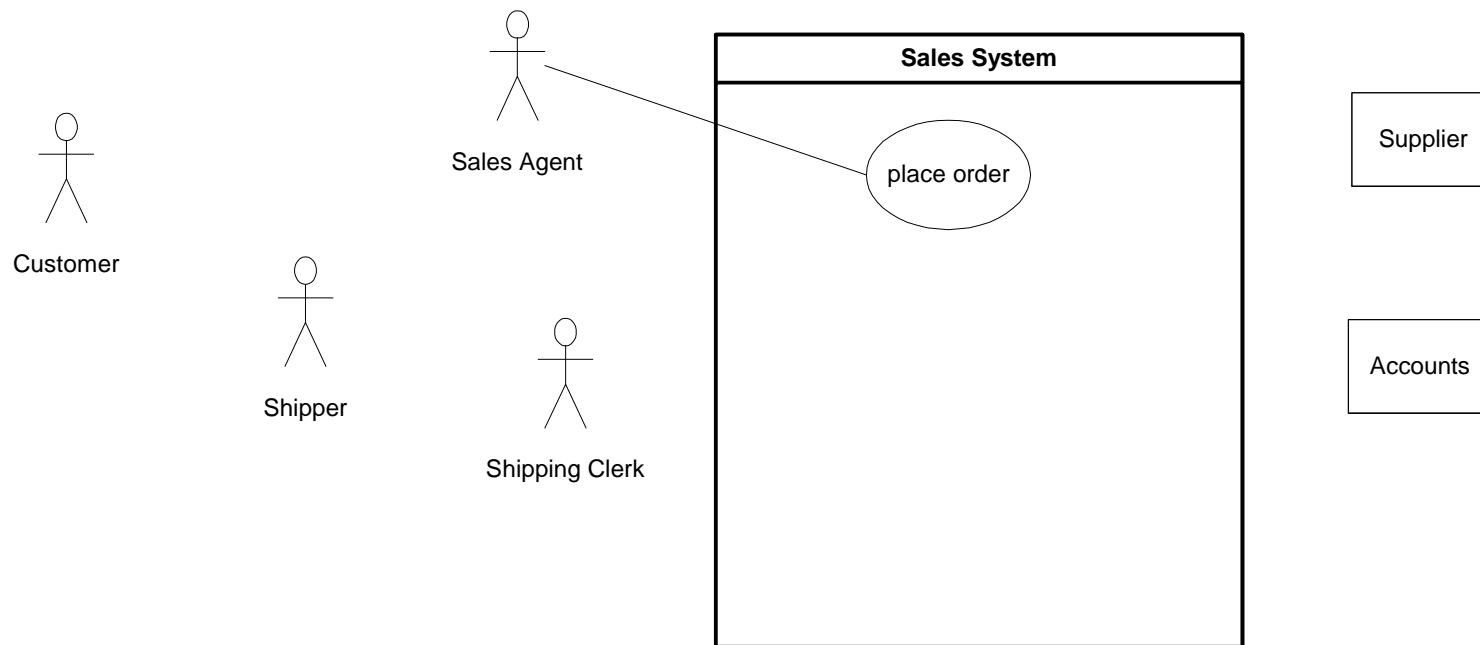 Sales System
Supplier
Sales Agent
place order
Customer
Accounts
Shipper
Shipping Clerk